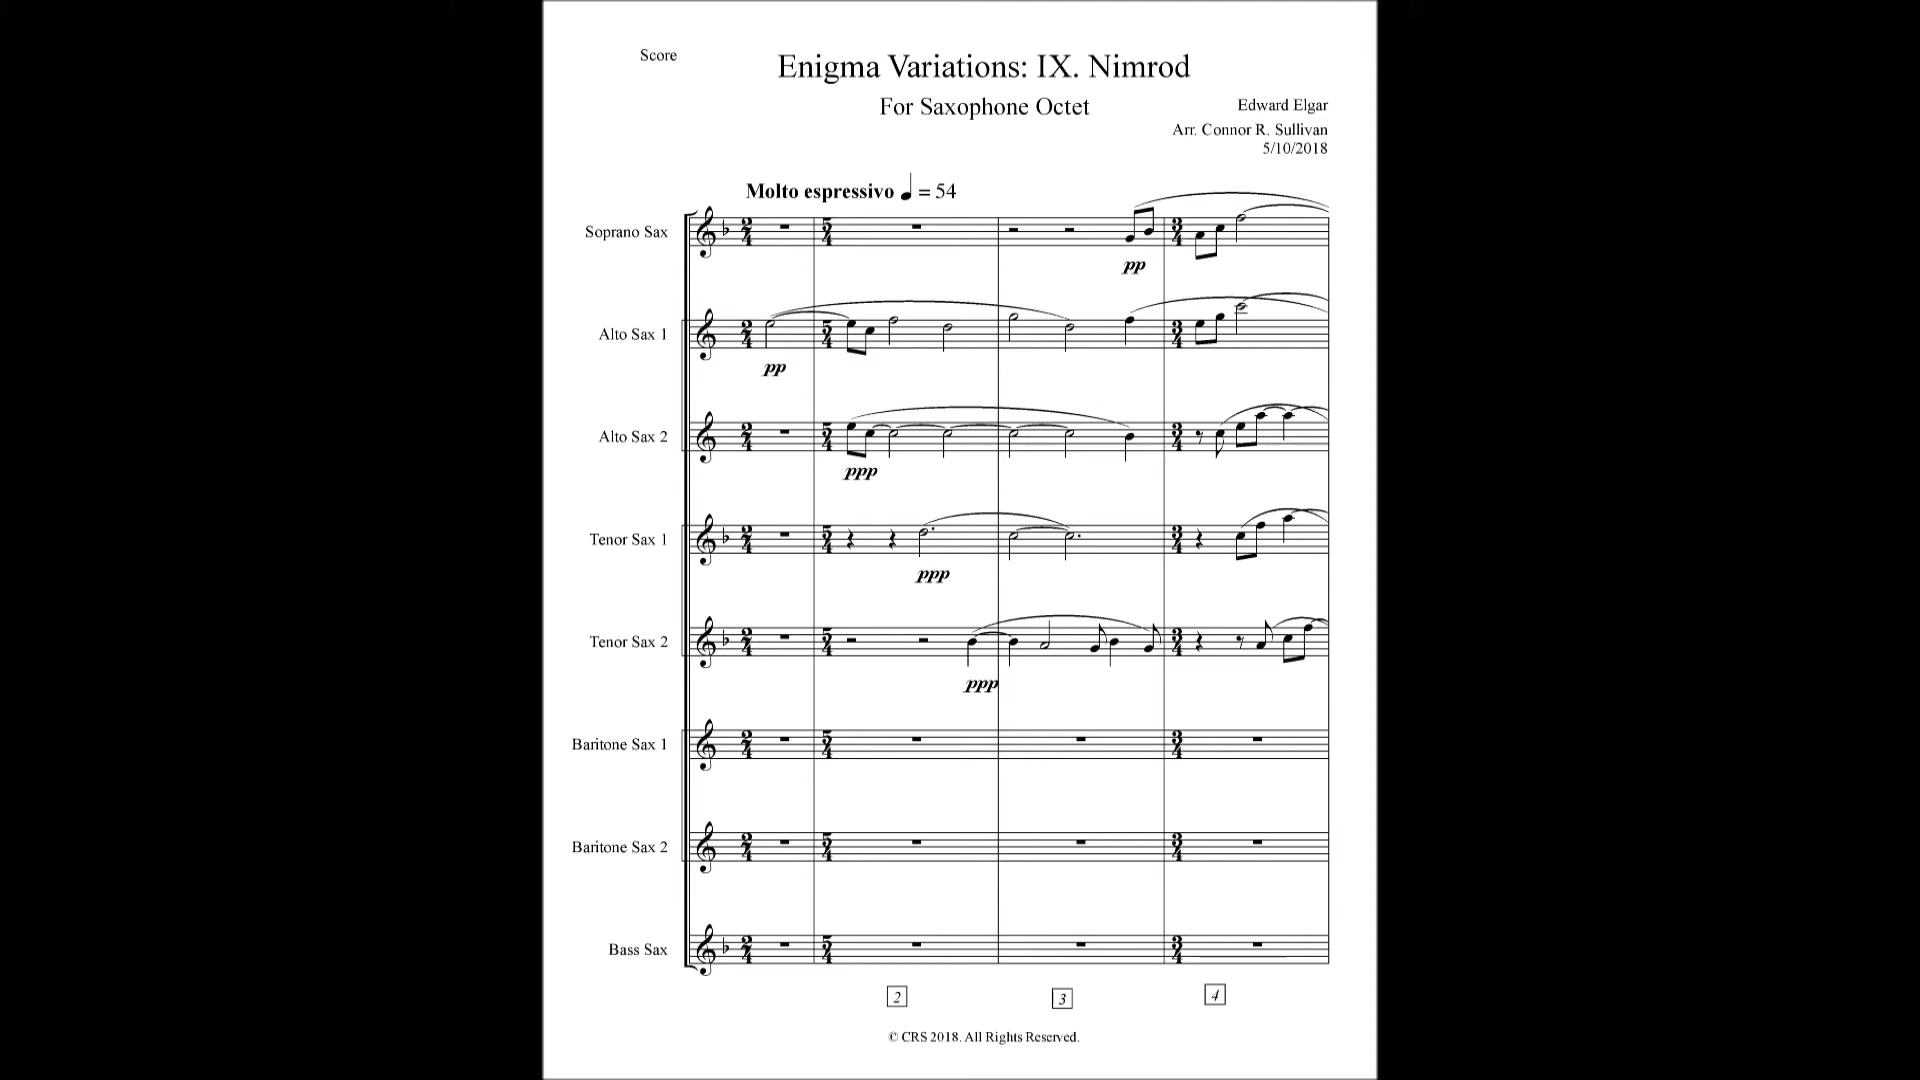 Score
Enigma Variations: IX. Nimrod
For Saxophone Octet
Edward Elgar
Arr. Connor R. Sullivan
5/10/2018
Molto espressivo ♩ = 54
Soprano Sax
pp
Alto Sax 1
pp
Alto Sax 2
ppp
Tenor Sax 1
ppp
Tenor Sax 2
ppp
Baritone Sax 1
Baritone Sax 2
Bass Sax
2 3 4
© CRS 2018. All Rights Reserved.